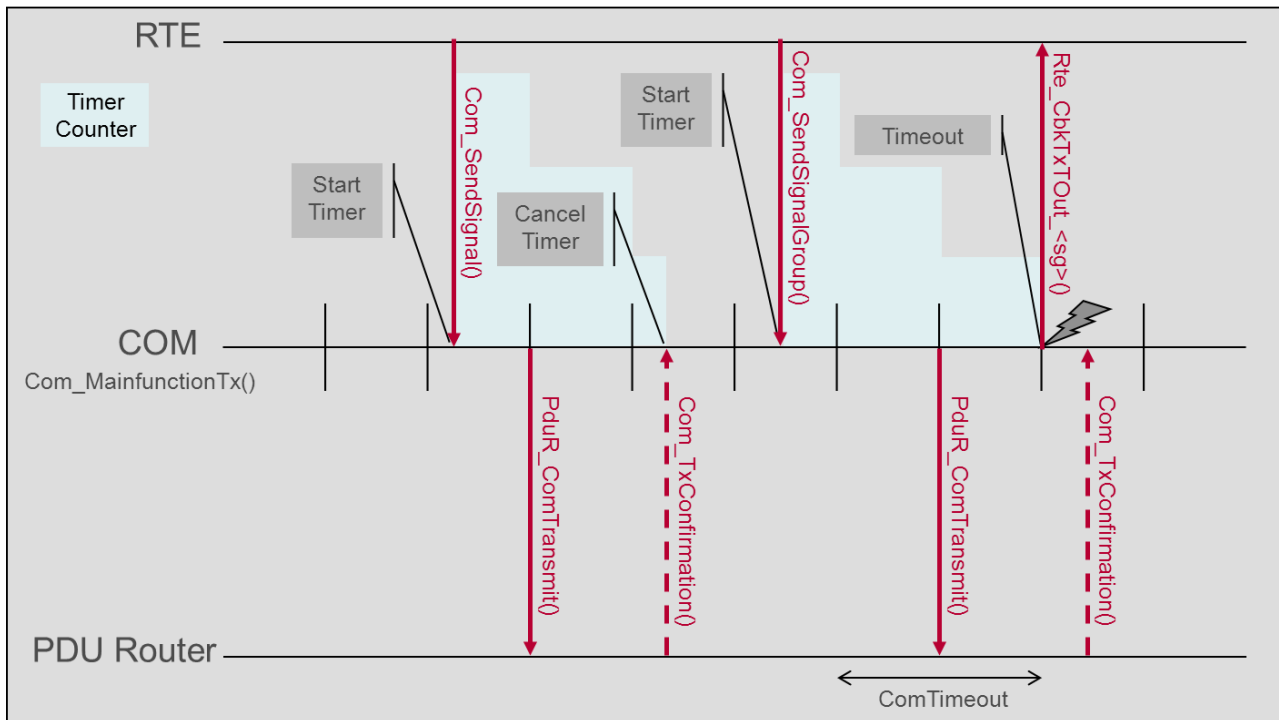 RTE
Timer
Counter
Start
Timer
Com_SendSignal()
Cancel
Timer
Start
Timer
Com_SendSignalGroup()
Timeout
Rte_CbkTxTOut_<sg>()
COM
Com_MainfunctionTx()
PduR_ComTransmit()
Com_TxConfirmation()
PduR_ComTransmit()
Com_TxConfirmation()
PDU Router
ComTimeout